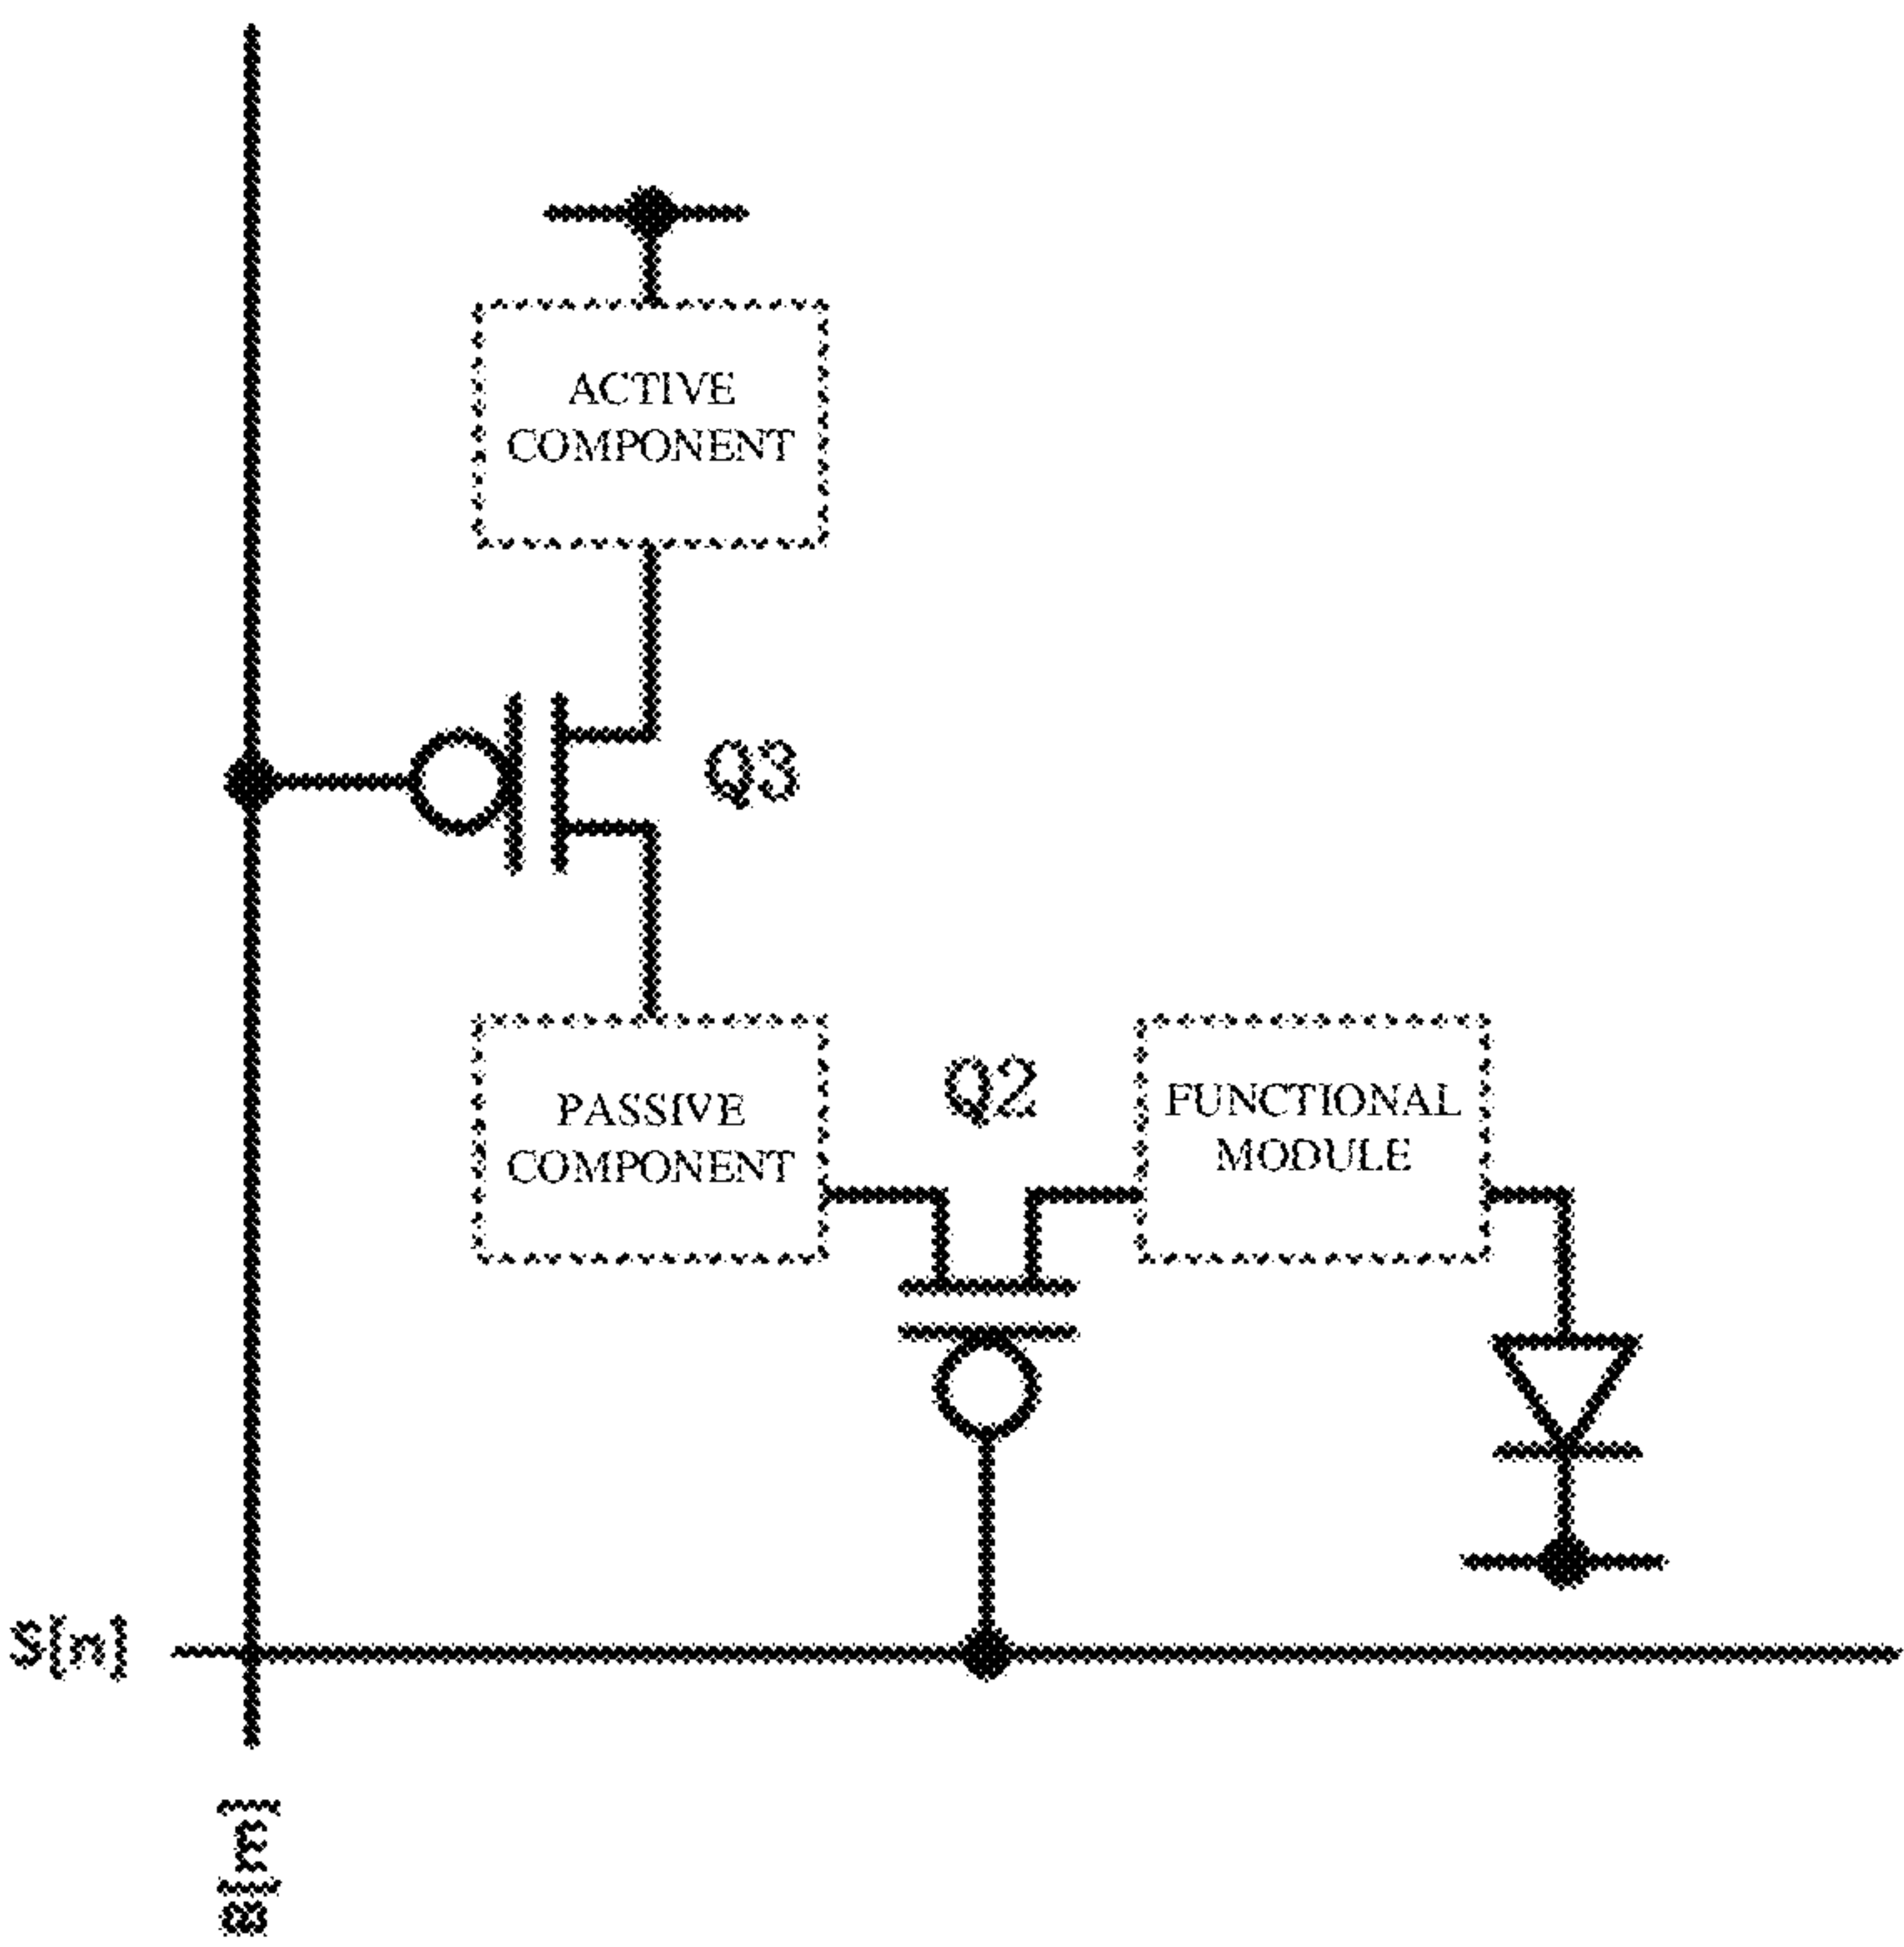 ACTIVE
COMPONENT
Q3
PASSIVE
COMPONENT
Q2
FUNCTIONAL
MODULE
S[n]